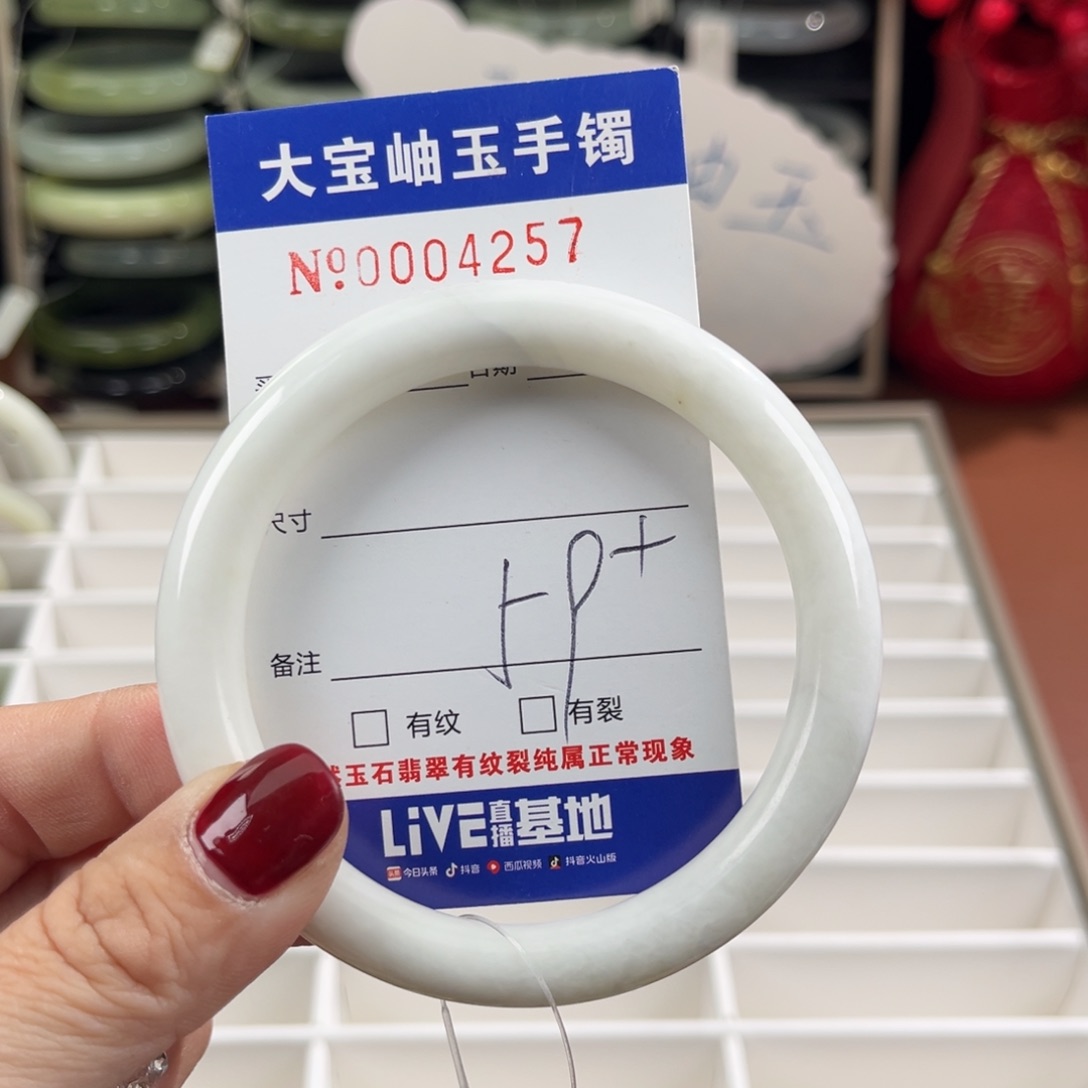 大宝岫玉手镯
№0004257
日期
尺寸
备注
有纹 有裂
玉石翡翠有纹裂纯属正常现象
LiVE直播基地
今日头条 抖音 西瓜视频 抖音火山版
岫玉